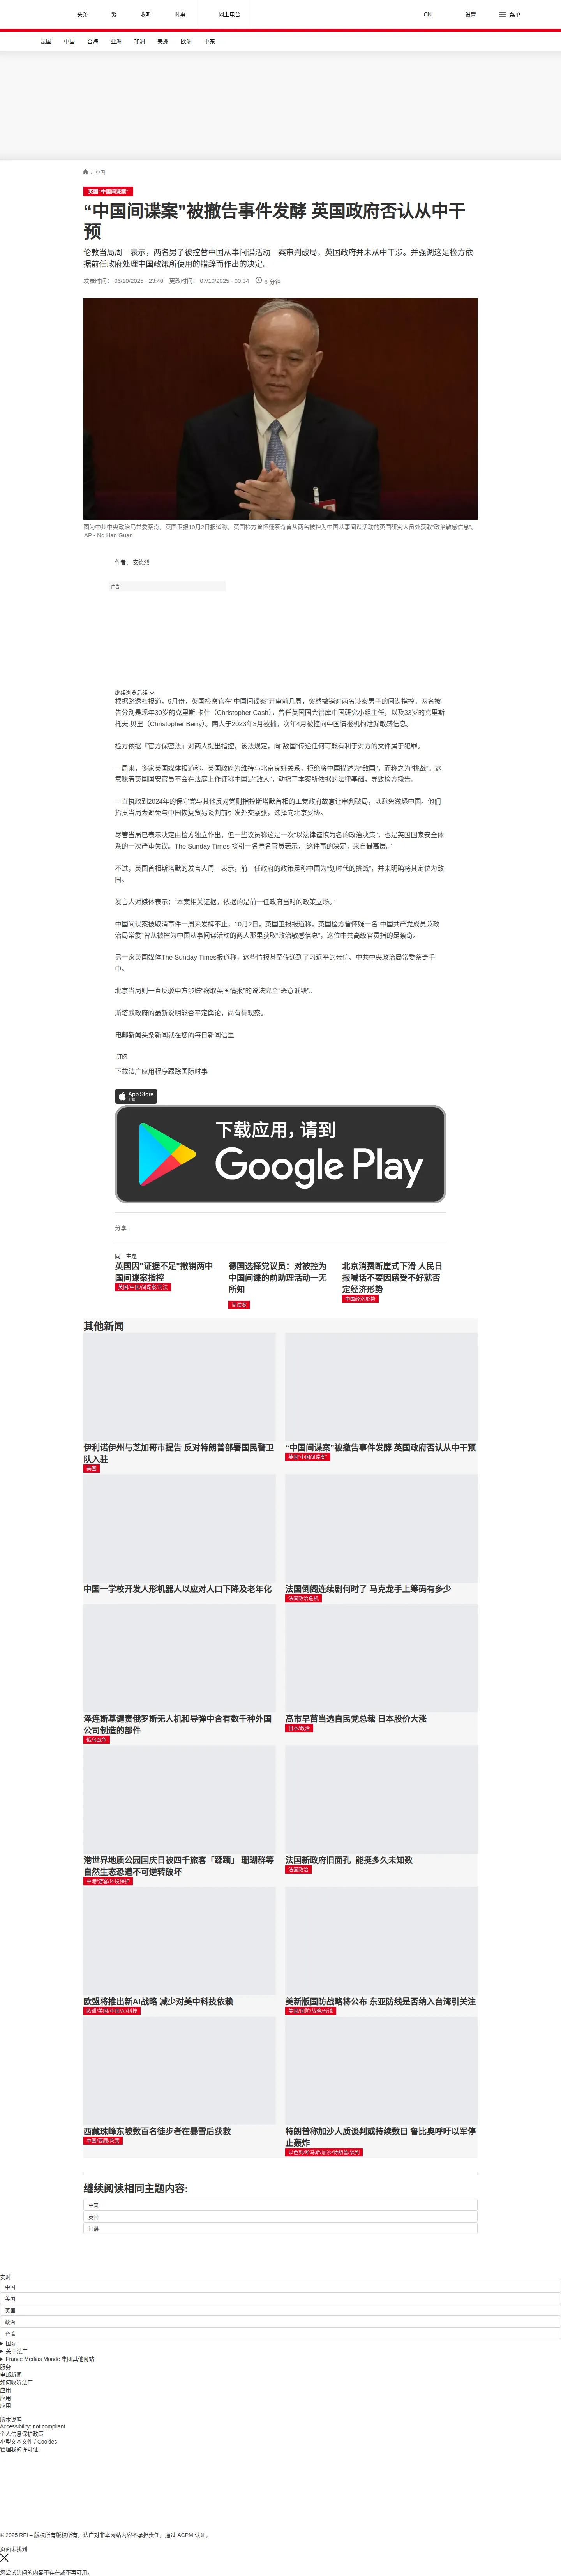 头条
繁
收听
时事
网上电台
CN
设置
菜单
法国
中国
台海
亚洲
非洲
美洲
欧洲
中东
/ 中国
英国“中国间谍案”
“中国间谍案”被撤告事件发酵 英国政府否认从中干
预
伦敦当局周一表示，两名男子被控替中国从事间谍活动一案审判破局，英国政府并未从中干涉。并强调这是检方依
据前任政府处理中国政策所使用的措辞而作出的决定。
发表时间： 06/10/2025 - 23:40 更改时间： 07/10/2025 - 00:34 6 分钟
图为中共中央政治局常委蔡奇。英国卫报10月2日报道称，英国检方曾怀疑蔡奇曾从两名被控为中国从事间谍活动的英国研究人员处获取“政治敏感信息”。
AP - Ng Han Guan
作者： 安德烈
广告
继续浏览后续
根据路透社报道，9月份，英国检察官在“中国间谍案”开审前几周，突然撤销对两名涉案男子的间谍指控。两名被
告分别是现年30岁的克里斯.卡什（Christopher Cash），曾任英国国会智库中国研究小组主任，以及33岁的克里斯
托夫.贝里（Christopher Berry）。两人于2023年3月被捕，次年4月被控向中国情报机构泄漏敏感信息。
检方依据『官方保密法』对两人提出指控，该法规定，向“敌国”传递任何可能有利于对方的文件属于犯罪。
一周来，多家英国媒体报道称，英国政府为维持与北京良好关系，拒绝将中国描述为“敌国”，而称之为“挑战”。这
意味着英国国安官员不会在法庭上作证称中国是“敌人”，动摇了本案所依据的法律基础，导致检方撤告。
一直执政到2024年的保守党与其他反对党则指控斯塔默首相的工党政府故意让审判破局，以避免激怒中国。他们
指责当局为避免与中国恢复贸易谈判前引发外交紧张，选择向北京妥协。
尽管当局已表示决定由检方独立作出，但一些议员称这是一次“以法律谨慎为名的政治决策”，也是英国国家安全体
系的一次严重失误。The Sunday Times 援引一名匿名官员表示，“这件事的决定，来自最高层。”
不过，英国首相斯塔默的发言人周一表示，前一任政府的政策是称中国为“划时代的挑战”，并未明确将其定位为敌
国。
发言人对媒体表示：“本案相关证据，依据的是前一任政府当时的政策立场。”
中国间谍案被取消事件一周来发酵不止，10月2日，英国卫报报道称，英国检方曾怀疑一名“中国共产党成员兼政
治局常委”曾从被控为中国从事间谍活动的两人那里获取“政治敏感信息”，这位中共高级官员指的是蔡奇。
另一家英国媒体The Sunday Times报道称，这些情报甚至传递到了习近平的亲信、中共中央政治局常委蔡奇手
中。
北京当局则一直反驳中方涉嫌“窃取英国情报”的说法完全“恶意诋毁”。
斯塔默政府的最新说明能否平定舆论，尚有待观察。
电邮新闻头条新闻就在您的每日新闻信里
订阅
下载法广应用程序跟踪国际时事
App Store
下载
下载应用，请到
Google Play
分享 :
同一主题
英国因"证据不足"撤销两中
国间谍案指控
英国/中国/间谍案/司法
德国选择党议员：对被控为
中国间谍的前助理活动一无
所知
间谍案
北京消费断崖式下滑 人民日
报喊话不要因感受不好就否
定经济形势
中国经济形势
其他新闻
伊利诺伊州与芝加哥市提告 反对特朗普部署国民警卫
队入驻
美国
“中国间谍案”被撤告事件发酵 英国政府否认从中干预
英国“中国间谍案”
中国一学校开发人形机器人以应对人口下降及老年化
法国倒阁连续剧何时了 马克龙手上筹码有多少
法国政治危机
泽连斯基谴责俄罗斯无人机和导弹中含有数千种外国
公司制造的部件
俄乌战争
高市早苗当选自民党总裁 日本股价大涨
日本/政治
港世界地质公园国庆日被四千旅客「蹂躏」 珊瑚群等
自然生态恐遭不可逆转破坏
中港/游客/环境保护
法国新政府旧面孔 能挺多久未知数
法国政治
欧盟将推出新AI战略 减少对美中科技依赖
欧盟/美国/中国/AI/科技
美新版国防战略将公布 东亚防线是否纳入台湾引关注
美国/国防/战略/台湾
西藏珠峰东坡数百名徒步者在暴雪后获救
中国/西藏/灾害
特朗普称加沙人质谈判或持续数日 鲁比奥呼吁以军停
止轰炸
以色列/哈马斯/加沙/特朗普/谈判
继续阅读相同主题内容:
中国
英国
间谍
实时
中国
美国
英国
政治
台湾
国际
关于法广
France Médias Monde 集团其他网站
服务
电邮新闻
如何收听法广
应用
应用
应用
版本说明
Accessibility: not compliant
个人信息保护政策
小型文本文件 / Cookies
管理我的许可证
© 2025 RFI – 版权所有版权所有。法广对非本网站内容不承担责任。通过 ACPM 认证。
页面未找到
您尝试访问的内容不存在或不再可用。